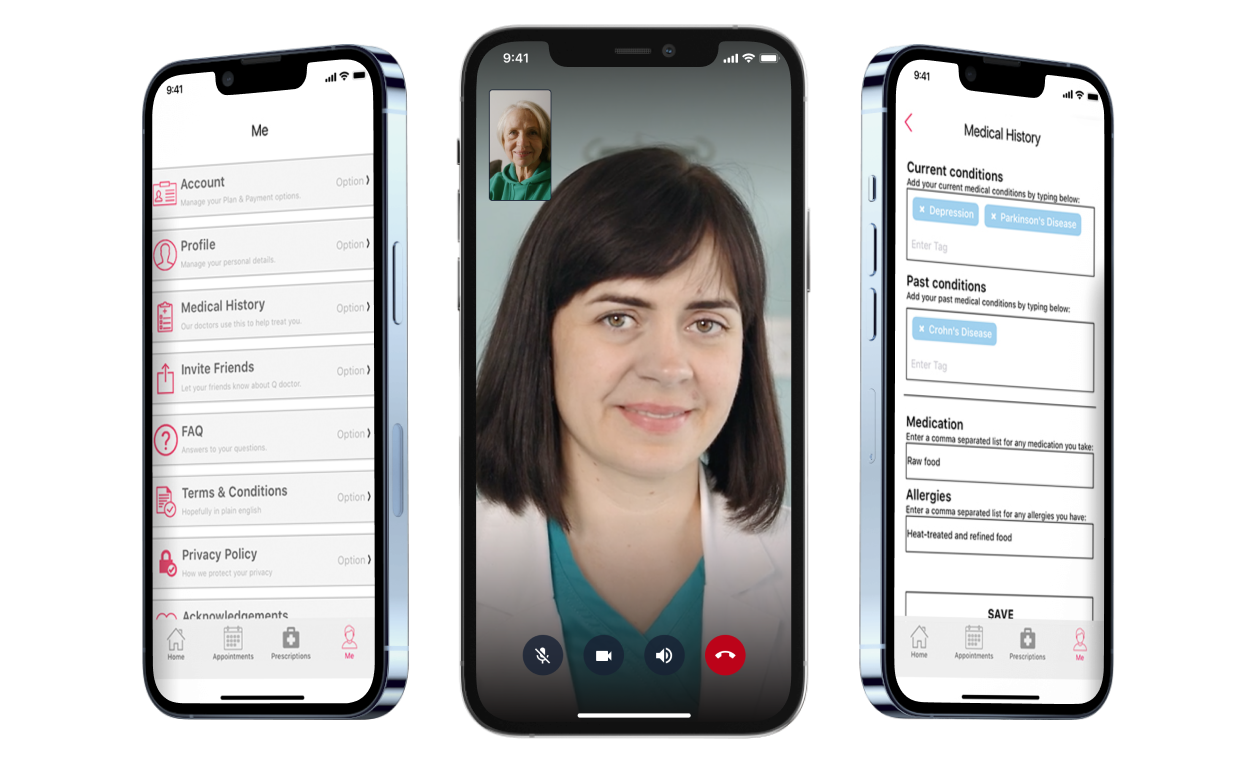 9:41
Me
Account
Manage your Plan & Payment options.
Option
Profile
Manage your personal details.
Option
Medical History
Our doctors use this to help treat you.
Option
Invite Friends
Let your friends know about Q doctor.
Option
FAQ
Answers to your questions.
Option
Terms & Conditions
Hopefully in plain english
Option
Privacy Policy
How we protect your privacy
Option
Acknowledgements
Home
Appointments
Prescriptions
Me
9:41
9:41
Medical History
Current conditions
Add your current medical conditions by typing below:
× Depression × Parkinson's Disease
Enter Tag
Past conditions
Add your past medical conditions by typing below:
× Crohn's Disease
Enter Tag
Medication
Enter a comma separated list for any medication you take:
Raw food
Allergies
Enter a comma separated list for any allergies you have:
Heat-treated and refined food
SAVE
Home
Appointments
Prescriptions
Me